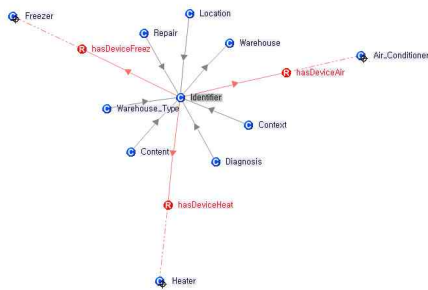 Freezer
Location
Repair
Warehouse
hasDeviceFreez
Air_Conditioner
hasDeviceAir
Identifier
Warehouse_Type
Context
Content
Diagnosis
hasDeviceHeat
Heater